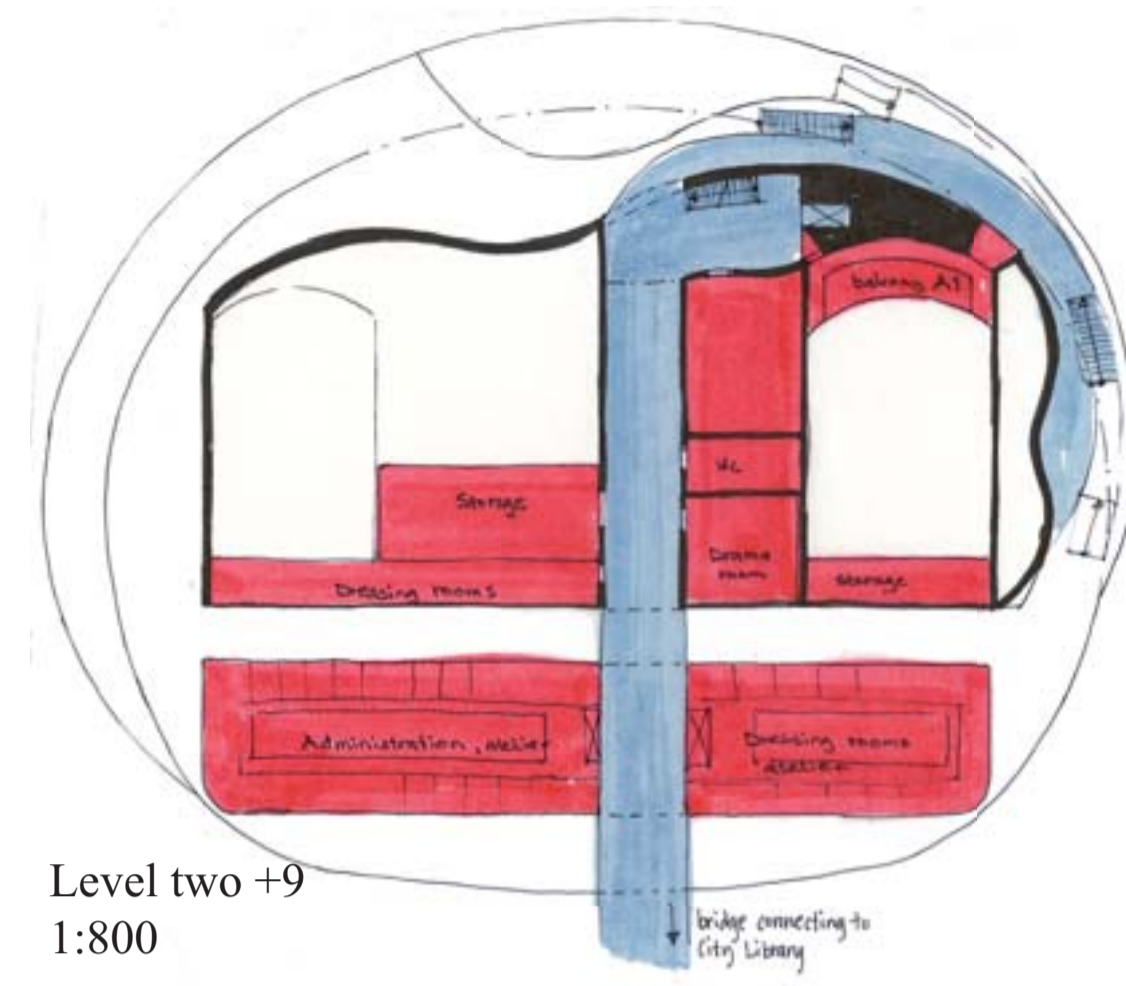 balcony A1
Storage
WC
Drama
room
storage
Dressing rooms
Administration, atelier
Dressing rooms
atelier
Level two +9
1:800
bridge connecting to
City Library